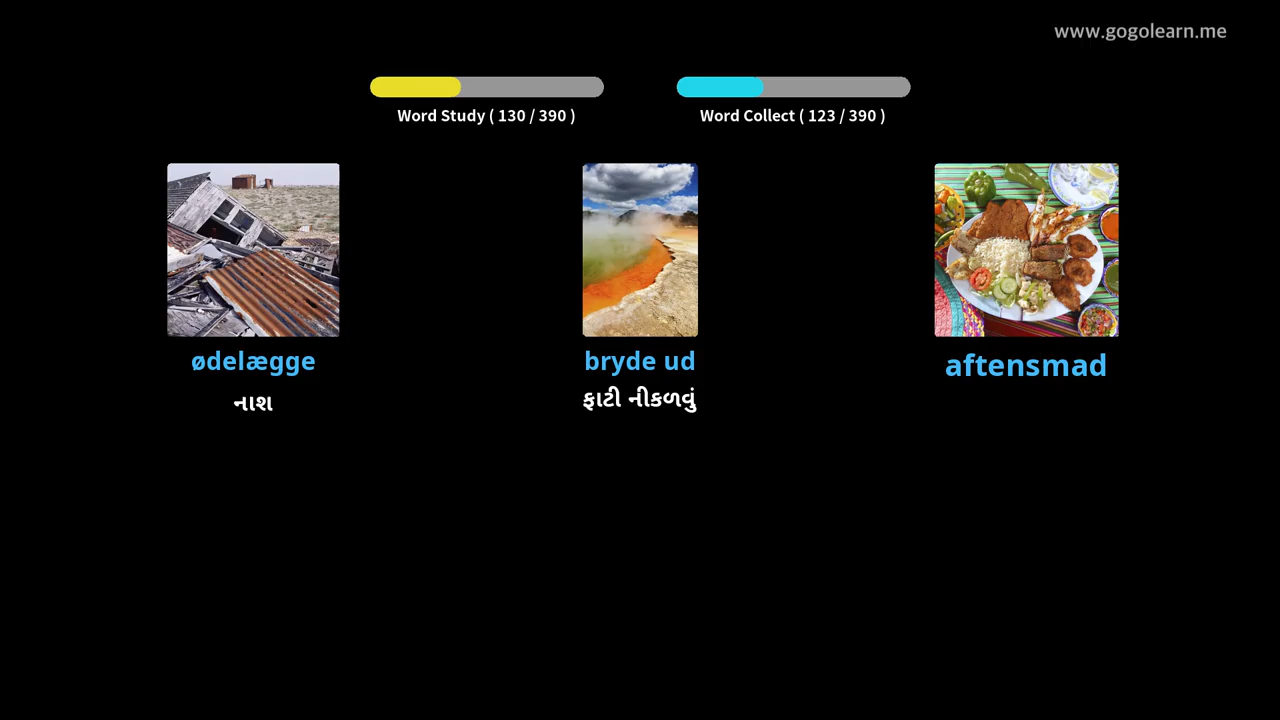 www.gogolearn.me
Word Study ( 130 / 390 )
Word Collect ( 123 / 390 )
ødelægge
નાશ
bryde ud
ફાટી નીકળવું
aftensmad